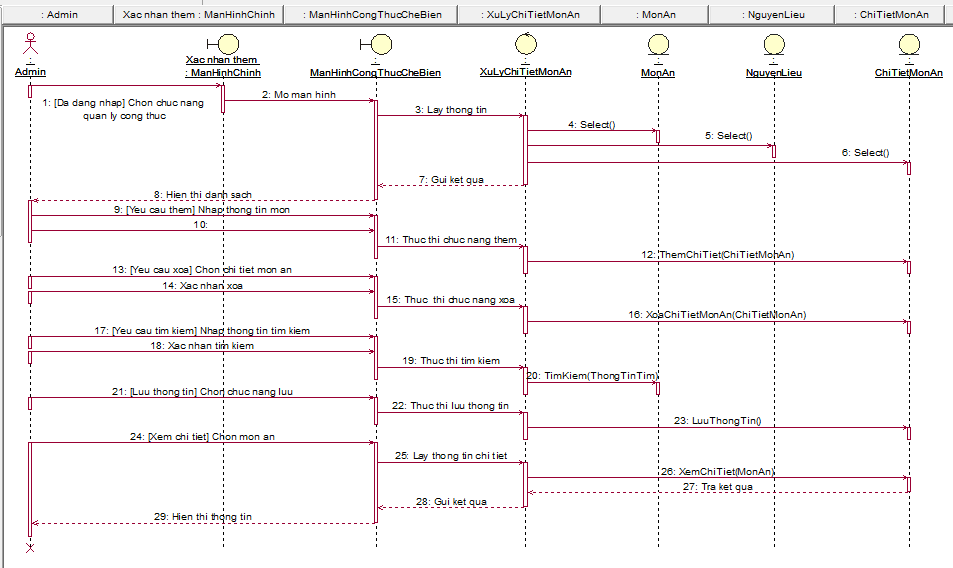 : Admin
Xac nhan them : ManHinhChinh
: ManHinhCongThucCheBien
: XuLyChiTietMonAn
: MonAn
: NguyenLieu
: ChiTietMonAn
:
Admin
Xac nhan them
: ManHinhChinh
:
ManHinhCongThucCheBien
:
XuLyChiTietMonAn
:
MonAn
:
NguyenLieu
:
ChiTietMonAn
1: [Da dang nhap] Chon chuc nang
quan ly cong thuc
2: Mo man hinh
3: Lay thong tin
4: Select()
5: Select()
6: Select()
7: Gui ket qua
8: Hien thi danh sach
9: [Yeu cau them] Nhap thong tin mon
10:
11: Thuc thi chuc nang them
12: ThemChiTiet(ChiTietMonAn)
13: [Yeu cau xoa] Chon chi tiet mon an
14: Xac nhan xoa
15: Thuc thi chuc nang xoa
16: XoaChiTietMonAn(ChiTietMonAn)
17: [Yeu cau tim kiem] Nhap thong tin tim kiem
18: Xac nhan tim kiem
19: Thuc thi tim kiem
20: TimKiem(ThongTinTim)
21: [Luu thong tin] Chon chuc nang luu
22: Thuc thi luu thong tin
23: LuuThongTin()
24: [Xem chi tiet] Chon mon an
25: Lay thong tin chi tiet
26: XemChiTiet(MonAn)
27: Tra ket qua
28: Gui ket qua
29: Hien thi thong tin